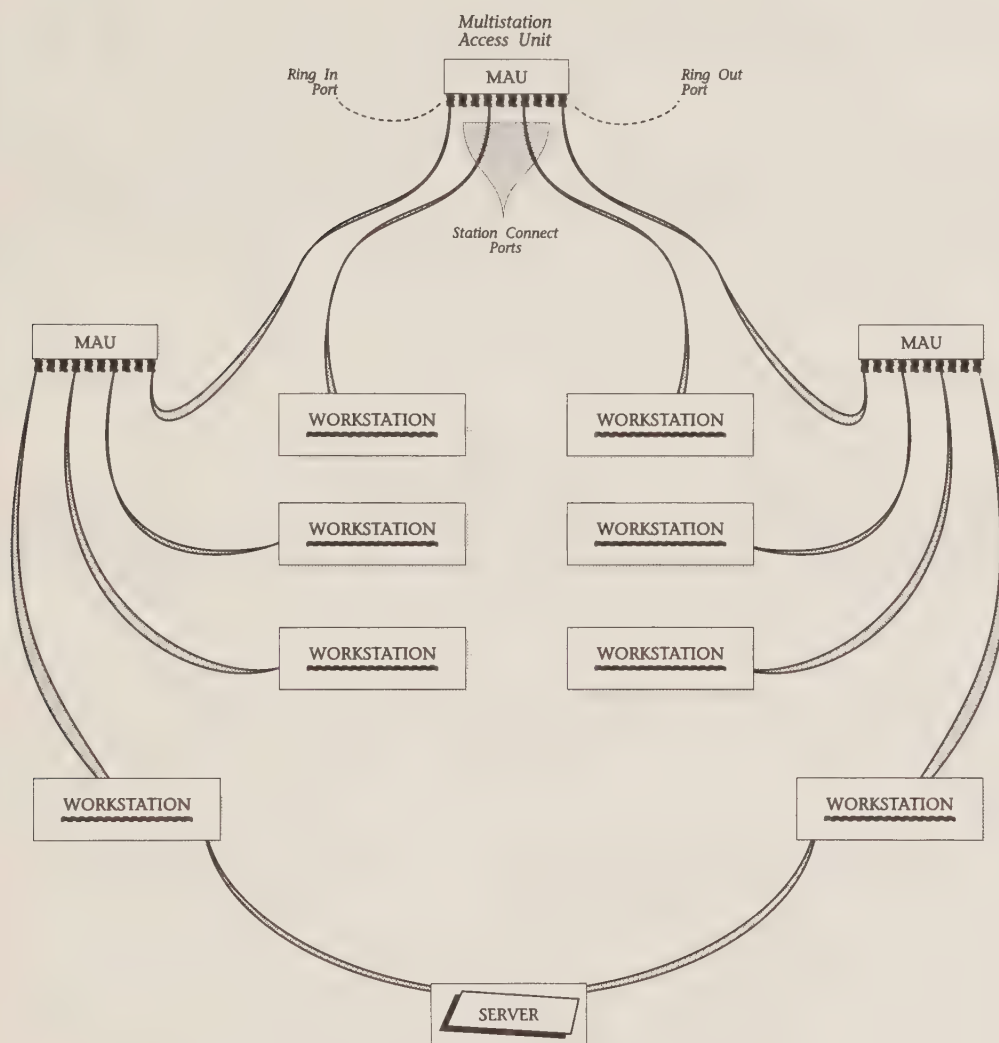 Multistation
Access Unit
MAU
Ring In
Port
Ring Out
Port
Station Connect
Ports
MAU
MAU
WORKSTATION
WORKSTATION
WORKSTATION
WORKSTATION
WORKSTATION
WORKSTATION
WORKSTATION
WORKSTATION
SERVER